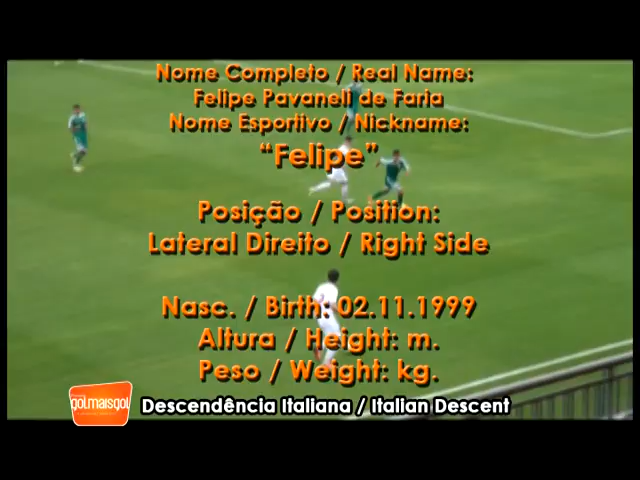 Nome Completo / Real Name:
Felipe Pavaneli de Faria
Nome Esportivo / Nickname:
“Felipe”
Posição / Position:
Lateral Direito / Right Side
Nasc. / Birth: 02.11.1999
Altura / Height: m.
Peso / Weight: kg.
golmaisgol
Descendência Italiana / Italian Descent